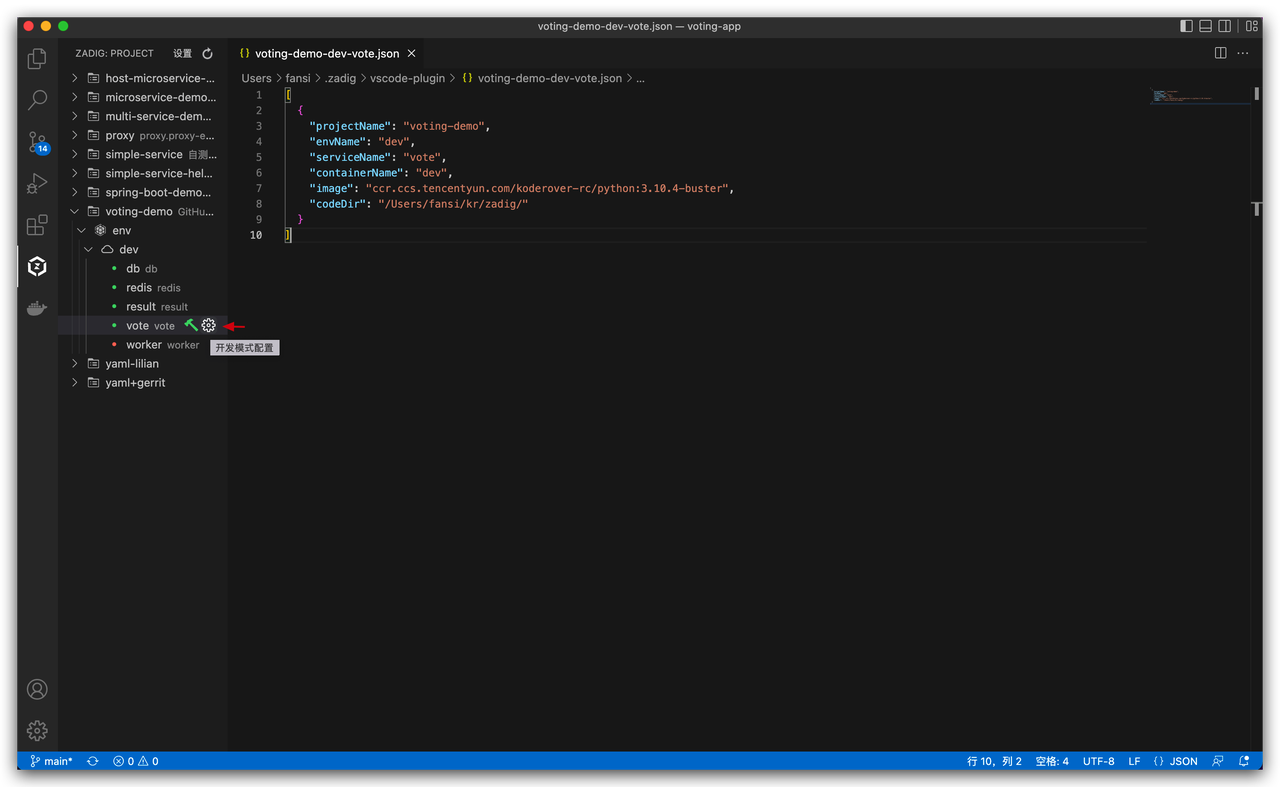 voting-demo-dev-vote.json — voting-app
ZADIG: PROJECT 设置
{} voting-demo-dev-vote.json
Users > fansi > .zadig > vscode-plugin > {} voting-demo-dev-vote.json > ...
host-microservice-...
microservice-demo...
multi-service-dem...
proxy proxy.proxy-e...
simple-service 自测...
simple-service-hel...
spring-boot-demo...
voting-demo GitHu...
env
dev
db db
redis redis
result result
vote vote
worker worker
开发模式配置
yaml-lilian
yaml+gerrit
14
1 [
2 {
3 "projectName": "voting-demo",
4 "envName": "dev",
5 "serviceName": "vote",
6 "containerName": "dev",
7 "image": "ccr.ccs.tencentyun.com/koderover-rc/python:3.10.4-buster",
8 "codeDir": "/Users/fansi/kr/zadig/"
9 }
10 ]
main* 0 0 行 10, 列 2 空格: 4 UTF-8 LF {} JSON